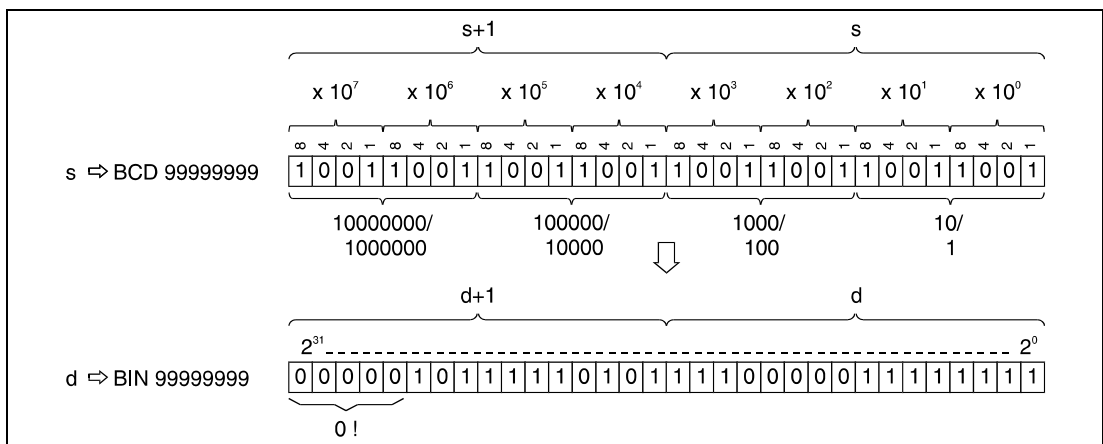 s+1 s
x 10⁷ x 10⁶ x 10⁵ x 10⁴ x 10³ x 10² x 10¹ x 10⁰
8 4 2 1 8 4 2 1 8 4 2 1 8 4 2 1 8 4 2 1 8 4 2 1 8 4 2 1 8 4 2 1
s ⇨ BCD 99999999 1 0 0 1 1 0 0 1 1 0 0 1 1 0 0 1 1 0 0 1 1 0 0 1 1 0 0 1 1 0 0 1
10000000/ 100000/ 1000/ 10/
1000000 10000 100 1
d+1 d
2³¹ 2⁰
d ⇨ BIN 99999999 0 0 0 0 0 1 0 1 1 1 1 1 0 1 0 1 1 1 1 0 0 0 0 0 1 1 1 1 1 1 1 1
0 !